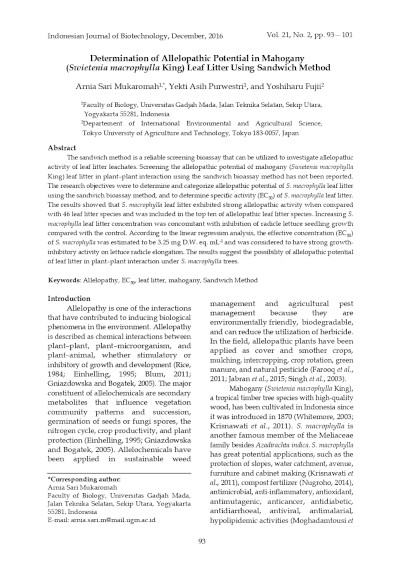 Indonesian Journal of Biotechnology, December, 2016
Vol. 21, No. 2, pp. 93 – 101
Determination of Allelopathic Potential in Mahogany
(Swietenia macrophylla King) Leaf Litter Using Sandwich Method
Arnia Sari Mukaromah1,*, Yekti Asih Purwestri1, and Yoshiharu Fujii2
1Faculty of Biology, Universitas Gadjah Mada, Jalan Teknika Selatan, Sekip Utara,
Yogyakarta 55281, Indonesia
2Departement of International Environmental and Agricultural Science,
Tokyo University of Agriculture and Technology, Tokyo 183-0057, Japan
Abstract
The sandwich method is a reliable screening bioassay that can be utilized to investigate allelopathic
activity of leaf litter leachates. Screening the allelopathic potential of mahogany (Swietenia macrophylla
King) leaf litter in plant–plant interaction using the sandwich bioassay method has not been reported.
The research objectives were to determine and categorize allelopathic potential of S. macrophylla leaf litter
using the sandwich bioassay method, and to determine specific activity (EC50) of S. macrophylla leaf litter.
The results showed that S. macrophylla leaf litter exhibited strong allelopathic activity when compared
with 46 leaf litter species and was included in the top ten of allelopathic leaf litter species. Increasing S.
macrophylla leaf litter concentration was concomitant with inhibition of radicle lettuce seedling growth
compared with the control. According to the linear regression analysis, the effective concentration (EC50)
of S. macrophylla was estimated to be 3.25 mg D.W. eq. mL-1 and was considered to have strong growth-
inhibitory activity on lettuce radicle elongation. The results suggest the possibility of allelopathic potential
of leaf litter in plant–plant interaction under S. macrophylla trees.
Keywords: Allelopathy, EC50, leaf litter, mahogany, Sandwich Method
Introduction
Allelopathy is one of the interactions
that have contributed to inducing biological
phenomena in the environment. Allelopathy
is described as chemical interactions between
plant–plant, plant–microorganism, and
plant–animal, whether stimulatory or
inhibitory of growth and development (Rice,
1984; Einhelling, 1995; Blum, 2011;
Gniazdowska and Bogatek, 2005). The major
constituent of allelochemicals are secondary
metabolites that influence vegetation
community patterns and succession,
germination of seeds or fungi spores, the
nitrogen cycle, crop productivity, and plant
protection (Einhelling, 1995; Gniazdowska
and Bogatek, 2005). Allelochemicals have
been applied in sustainable weed
*Corresponding author:
Arnia Sari Mukaromah
Faculty of Biology, Universitas Gadjah Mada,
Jalan Teknika Selatan, Sekip Utara, Yogyakarta
55281, Indonesia
E-mail: arnia.sari.m@mail.ugm.ac.id
management and agricultural pest
management because they are
environmentally friendly, biodegradable,
and can reduce the utilization of herbicide.
In the field, allelopathic plants have been
applied as cover and smother crops,
mulching, intercropping, crop rotation, green
manure, and natural pesticide (Farooq et al.,
2011; Jabran et al., 2015; Singh et al., 2003).
Mahogany (Swietenia macrophylla King),
a tropical timber tree species with high-quality
wood, has been cultivated in Indonesia since
it was introduced in 1870 (Whitemore, 2003;
Krisnawati et al., 2011). S. macrophylla is
another famous member of the Meliaceae
family besides Azadirachta indica. S. macrophylla
has great potential applications, such as the
protection of slopes, water catchment, avenue,
furniture and cabinet making (Krisnawati et
al., 2011), compost fertilizer (Nugroho, 2014),
antimicrobial, anti-inflammatory, antioxidant,
antimutagenic, anticancer, antidiabetic,
antidiarrhoeal, antiviral, antimalarial,
hypolipidemic activities (Moghadamtousi et
93